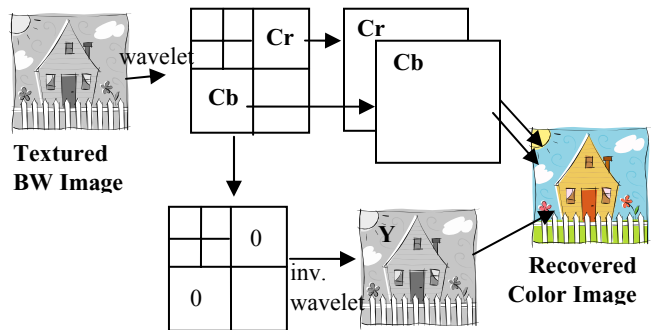 wavelet
Cr
Cb
Cr
Cb
Textured
BW Image
0
0
inv.
wavelet
Y
Recovered
Color Image